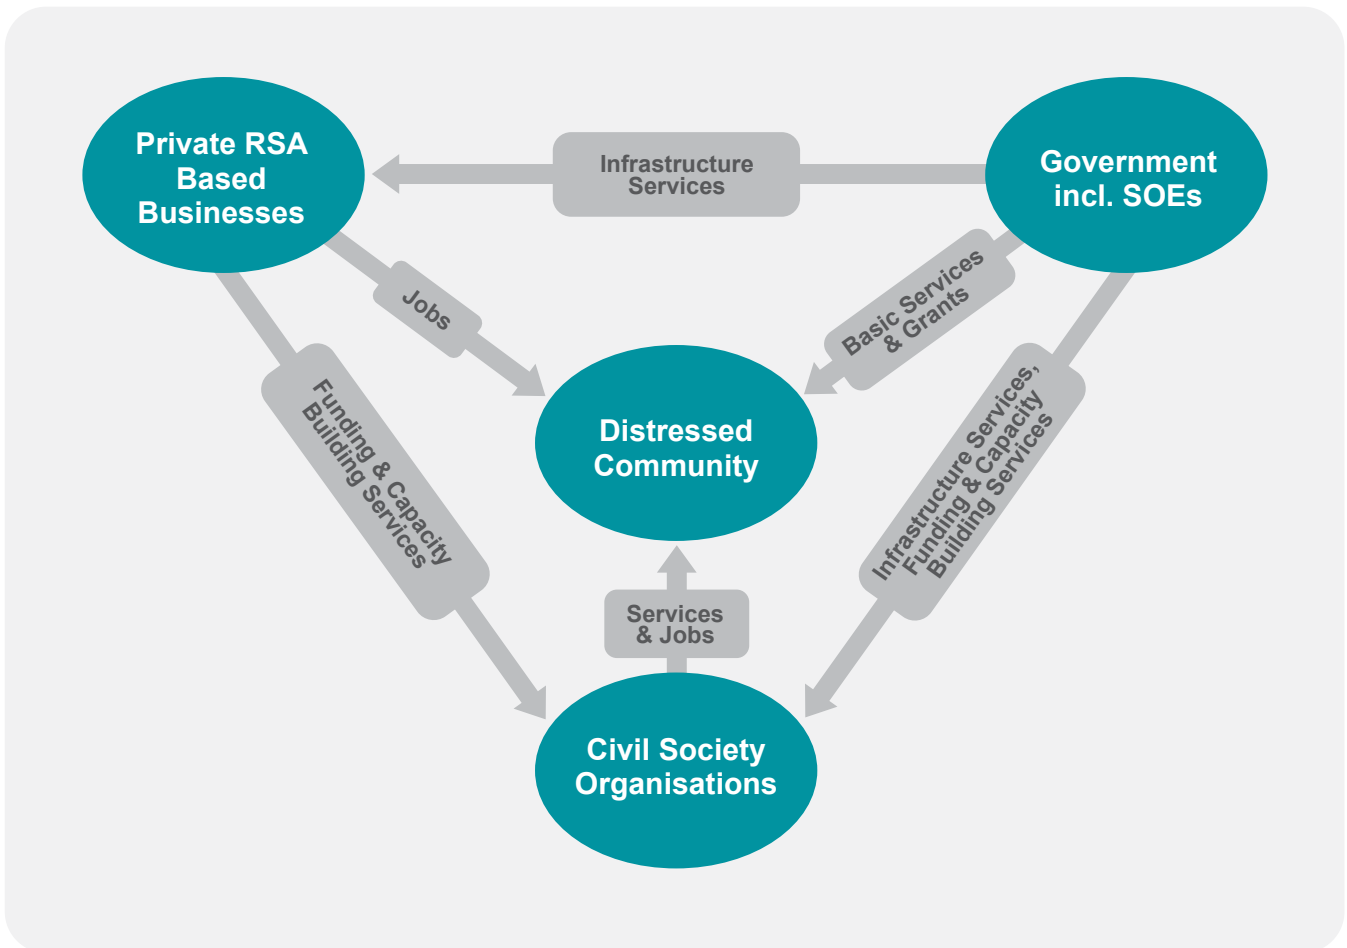 Private RSA
Based
Businesses
Infrastructure
Services
Government
incl. SOEs
Jobs
Basic Services
& Grants
Funding & Capacity
Building Services
Distressed
Community
Infrastructure Services,
Funding & Capacity
Building Services
Services
& Jobs
Civil Society
Organisations